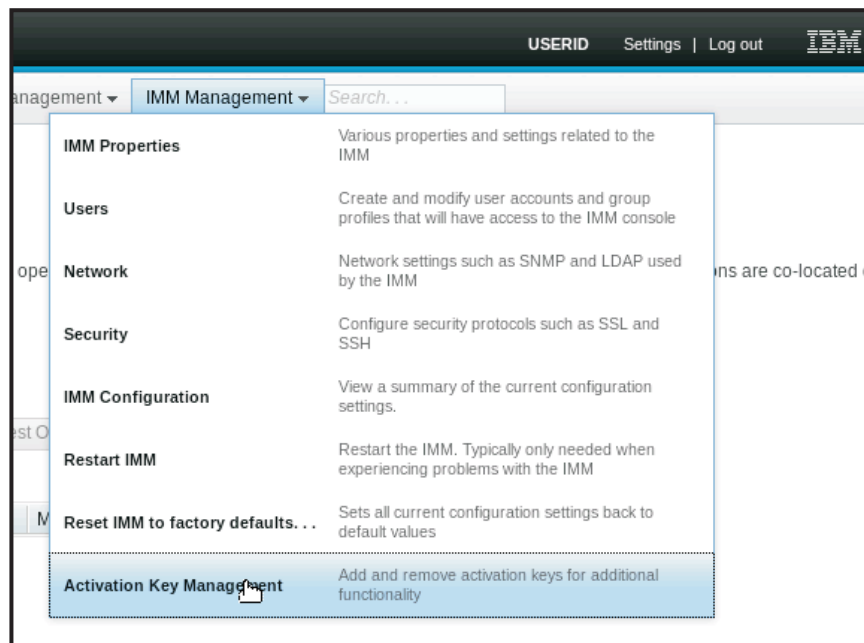 USERID Settings | Log out IBM
anagement IMM Management Search...
IMM Properties
Various properties and settings related to the
IMM
Users
Create and modify user accounts and group
profiles that will have access to the IMM console
ope
Network
Network settings such as SNMP and LDAP used
by the IMM
ons are co-located
Security
Configure security protocols such as SSL and
SSH
IMM Configuration
View a summary of the current configuration
settings.
est O
Restart IMM
Restart the IMM. Typically only needed when
experiencing problems with the IMM
M
Reset IMM to factory defaults...
Sets all current configuration settings back to
default values
Activation Key Management
Add and remove activation keys for additional
functionality